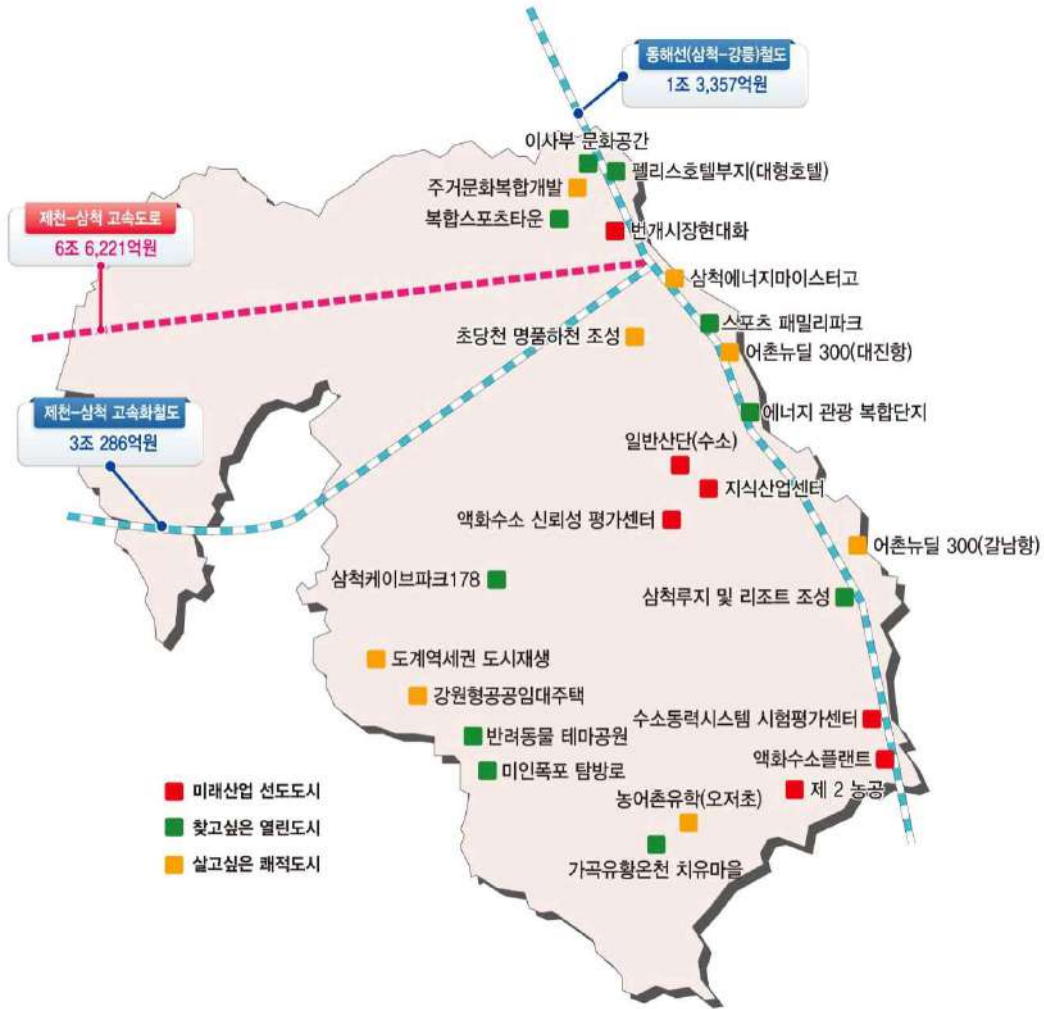 동해선(삼척-강릉)철도
1조 3,357억원
이사부 문화공간
펠리스호텔부지(대형호텔)
주거문화복합개발
복합스포츠타운
번개시장현대화
제천-삼척 고속도로
6조 6,221억원
삼척에너지마이스터고
스포츠 패밀리파크
초당천 명품하천 조성
어촌뉴딜 300(대진항)
제천-삼척 고속화철도
3조 286억원
에너지 관광 복합단지
일반산단(수소)
지식산업센터
액화수소 신뢰성 평가센터
어촌뉴딜 300(갈남항)
삼척케이브파크178
삼척루지 및 리조트 조성
도계역세권 도시재생
강원형공공임대주택
수소동력시스템 시험평가센터
반려동물 테마공원
액화수소플랜트
미인폭포 탐방로
제 2 농공
농어촌유학(오저초)
가곡유황온천 치유마을
미래산업 선도도시
찾고싶은 열린도시
살고싶은 쾌적도시